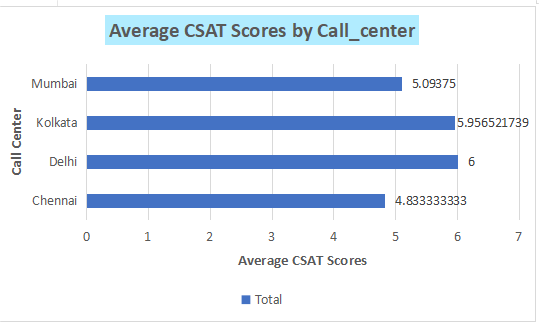 Average CSAT Scores by Call_center
Call Center
Mumbai 5.09375
Kolkata 5.956521739
Delhi 6
Chennai 4.833333333
0 1 2 3 4 5 6 7
Average CSAT Scores
Total